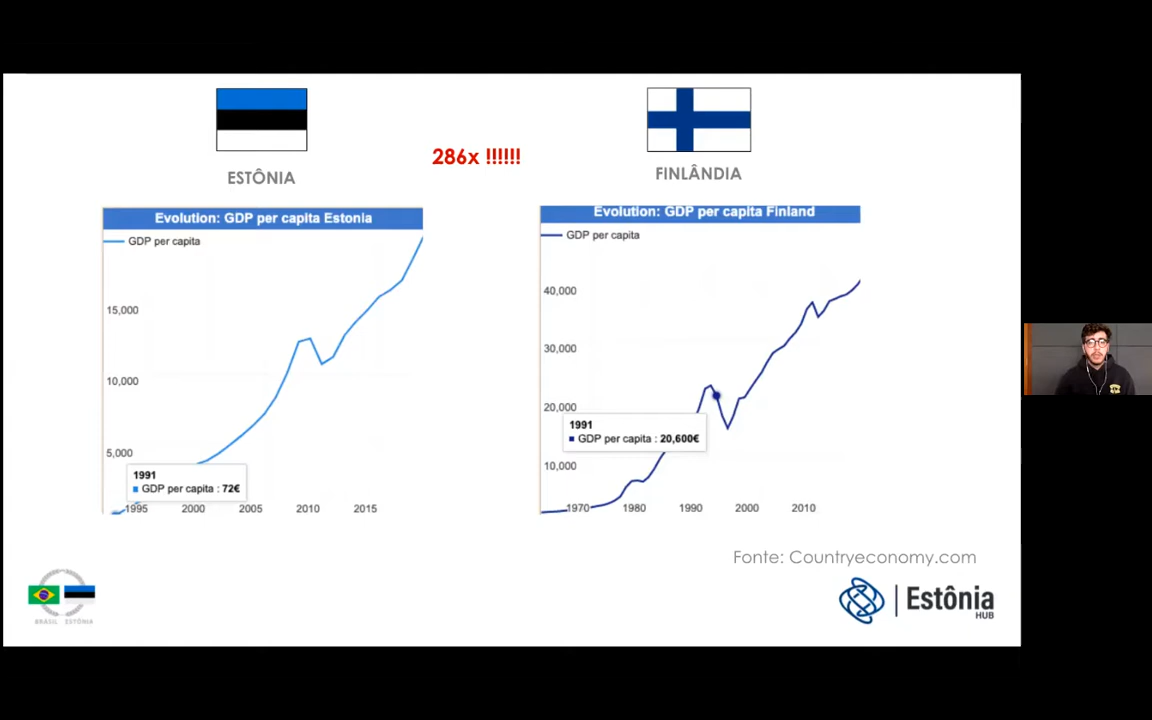 286x !!!!!!
ESTÔNIA
FINLÂNDIA
Evolution: GDP per capita Estonia
GDP per capita
15,000
10,000
5,000
1991
GDP per capita : 72€
1995 2000 2005 2010 2015
Evolution: GDP per capita Finland
GDP per capita
40,000
30,000
20,000
1991
GDP per capita : 20,600€
10,000
1970 1980 1990 2000 2010
Fonte: Countryeconomy.com
BRASIL ESTÔNIA
Estônia
HUB